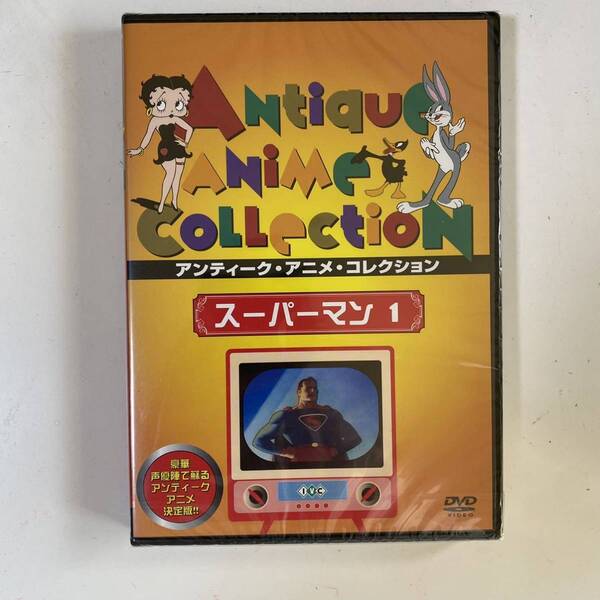 Antique
Anime
Collection
アンティーク・アニメ・コレクション
スーパーマン 1
豪華
声優陣で蘇る
アンティーク
アニメ
決定版!!
IVC
DVD
VIDEO